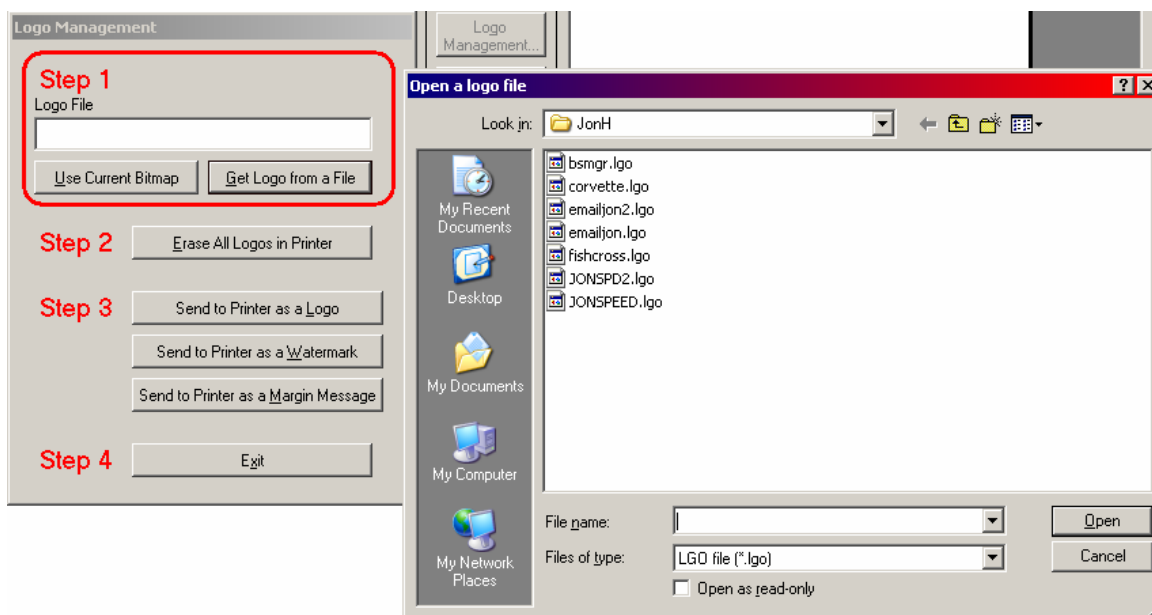 Logo Management
Step 1
Logo File
Use Current Bitmap
Get Logo from a File
Step 2
Erase All Logos in Printer
Step 3
Send to Printer as a Logo
Send to Printer as a Watermark
Send to Printer as a Margin Message
Step 4
Exit
Logo
Management...
Open a logo file
Look in:
JonH
My Recent
Documents
Desktop
My Documents
My Computer
My Network
Places
bsmgr.lgo
corvette.lgo
emailjon2.lgo
emailjon.lgo
fishcross.lgo
JONSPD2.lgo
JONSPEED.lgo
File name:
Open
Files of type:
LGO file (*.lgo)
Cancel
Open as read-only